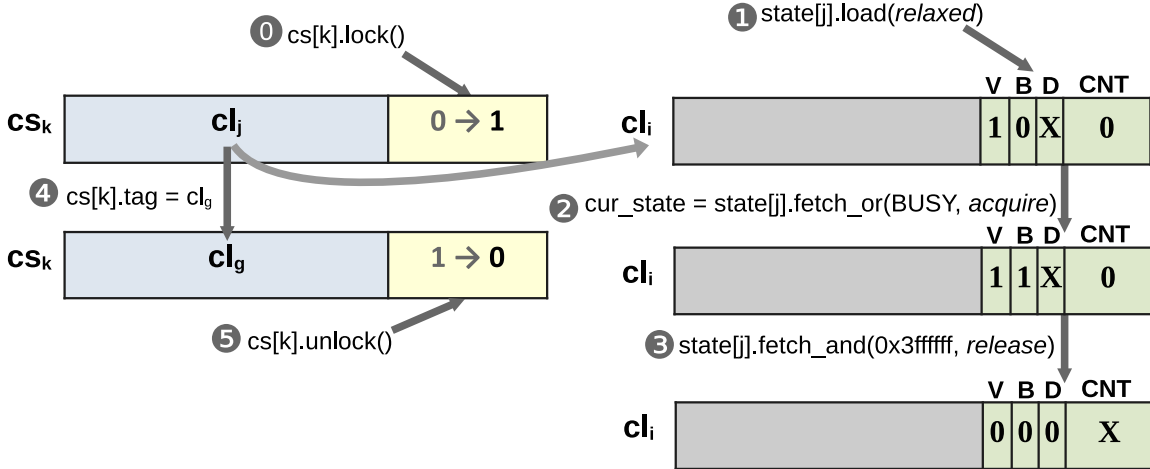 0 cs[k].lock()
1 state[j].load(relaxed)
V B D CNT
cs_k cl_j 0 → 1
cl_i 1 0 X 0
4 cs[k].tag = cl_g
2 cur_state = state[j].fetch_or(BUSY, acquire)
V B D CNT
cs_k cl_g 1 → 0
cl_i 1 1 X 0
5 cs[k].unlock()
3 state[j].fetch_and(0x3ffffff, release)
V B D CNT
cl_i 0 0 0 X